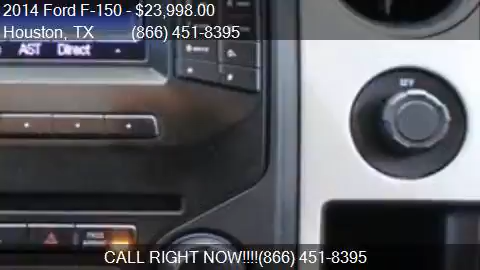 2014 Ford F-150 - $23,998.00
Houston, TX (866) 451-8395
AST Direct
12V
CALL RIGHT NOW!!!!(866) 451-8395